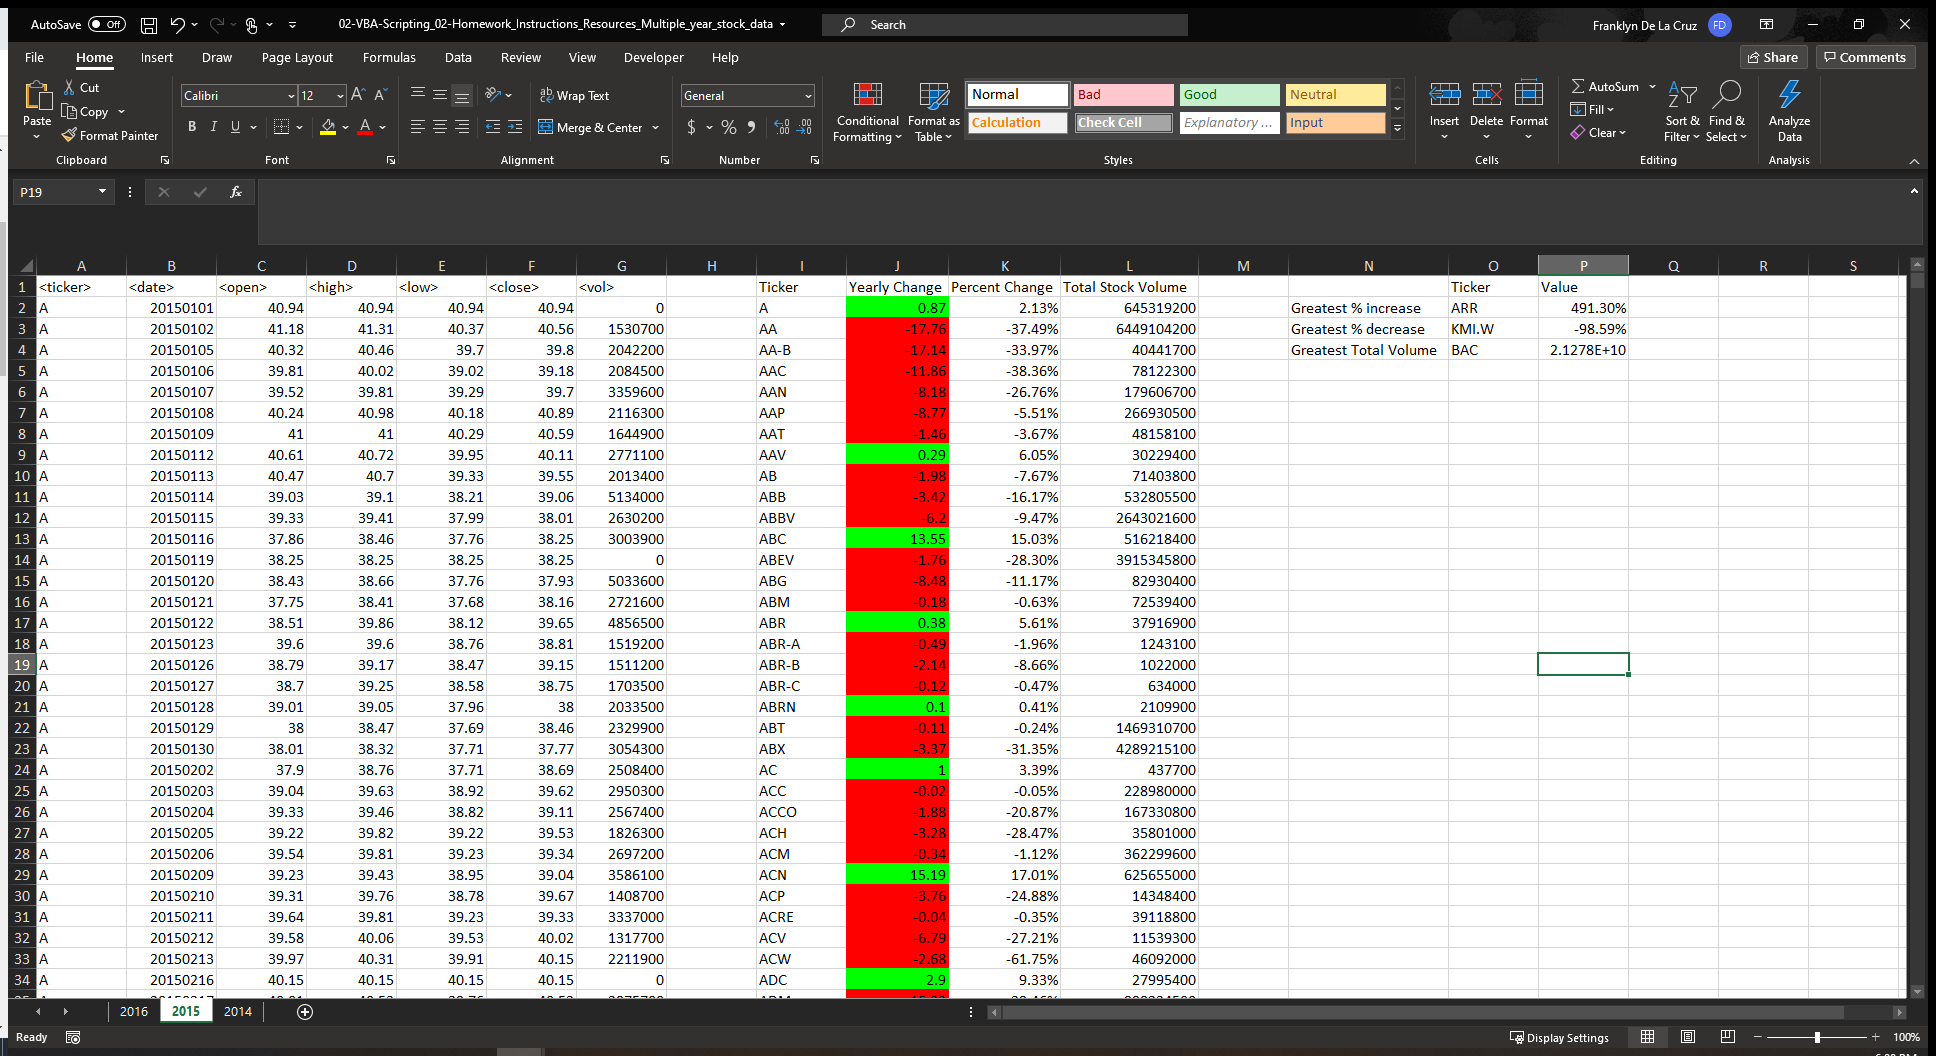 AutoSave Off 02-VBA-Scripting_02-Homework_Instructions_Resources_Multiple_year_stock_data Search Franklyn De La Cruz FD
File Home Insert Draw Page Layout Formulas Data Review View Developer Help Share Comments
Paste Cut Copy Format Painter
Calibri 12 B I U
Wrap Text Merge & Center
General $ % 9
Conditional Formatting Format as Table
Normal Bad Good Neutral
Calculation Check Cell Explanatory ... Input
Insert Delete Format
AutoSum Fill Clear Sort & Filter Find & Select
Analyze Data
Clipboard Font Alignment Number Styles Cells Editing Analysis
P19 fx
A B C D E F G H I J K L M N O P Q R S
1 <ticker> <date> <open> <high> <low> <close> <vol> Ticker Yearly Change Percent Change Total Stock Volume Ticker Value
2 A 20150101 40.94 40.94 40.94 40.94 0 A 0.87 2.13% 645319200 Greatest % increase ARR 491.30%
3 A 20150102 41.18 41.31 40.37 40.56 1530700 AA -17.76 -37.49% 6449104200 Greatest % decrease KMI.W -98.59%
4 A 20150105 40.32 40.46 39.7 39.8 2042200 AA-B -17.14 -33.97% 40441700 Greatest Total Volume BAC 2.1278E+10
5 A 20150106 39.81 40.02 39.02 39.18 2084500 AAC -11.86 -38.36% 78122300
6 A 20150107 39.52 39.81 39.29 39.7 3359600 AAN -8.18 -26.76% 179606700
7 A 20150108 40.24 40.98 40.18 40.89 2116300 AAP -8.77 -5.51% 266930500
8 A 20150109 41 41 40.29 40.59 1644900 AAT -1.46 -3.67% 48158100
9 A 20150112 40.61 40.72 39.95 40.11 2771100 AAV 0.29 6.05% 30229400
10 A 20150113 40.47 40.7 39.33 39.55 2013400 AB -1.98 -7.67% 71403800
11 A 20150114 39.03 39.1 38.21 39.06 5134000 ABB -3.42 -16.17% 532805500
12 A 20150115 39.33 39.41 37.99 38.01 2630200 ABBV -6.2 -9.47% 2643021600
13 A 20150116 37.86 38.46 37.76 38.25 3003900 ABC 13.55 15.03% 516218400
14 A 20150119 38.25 38.25 38.25 38.25 0 ABEV -1.76 -28.30% 3915345800
15 A 20150120 38.43 38.66 37.76 37.93 5033600 ABG -8.48 -11.17% 82930400
16 A 20150121 37.75 38.41 37.68 38.16 2721600 ABM -0.18 -0.63% 72539400
17 A 20150122 38.51 39.86 38.12 39.65 4856500 ABR 0.38 5.61% 37916900
18 A 20150123 39.6 39.6 38.76 38.81 1519200 ABR-A -0.49 -1.96% 1243100
19 A 20150126 38.79 39.17 38.47 39.15 1511200 ABR-B -2.14 -8.66% 1022000
20 A 20150127 38.7 39.25 38.58 38.75 1703500 ABR-C -0.12 -0.47% 634000
21 A 20150128 39.01 39.05 37.96 38 2033500 ABRN 0.1 0.41% 2109900
22 A 20150129 38 38.47 37.69 38.46 2329900 ABT -0.11 -0.24% 1469310700
23 A 20150130 38.01 38.32 37.71 37.77 3054300 ABX -3.37 -31.35% 4289215100
24 A 20150202 37.9 38.76 37.71 38.69 2508400 AC 1 3.39% 437700
25 A 20150203 39.04 39.63 38.92 39.62 2950300 ACC -0.02 -0.05% 228980000
26 A 20150204 39.33 39.46 38.82 39.11 2567400 ACCO -1.88 -20.87% 167330800
27 A 20150205 39.22 39.82 39.22 39.53 1826300 ACH -3.28 -28.47% 35801000
28 A 20150206 39.54 39.81 39.23 39.34 2697200 ACM -0.34 -1.12% 362299600
29 A 20150209 39.23 39.43 38.95 39.04 3586100 ACN 15.19 17.01% 625655000
30 A 20150210 39.31 39.76 38.78 39.67 1408700 ACP -3.76 -24.88% 14348400
31 A 20150211 39.64 39.81 39.23 39.33 3337000 ACRE -0.04 -0.35% 39118800
32 A 20150212 39.58 40.06 39.53 40.02 1317700 ACV -6.79 -27.21% 11539300
33 A 20150213 39.97 40.31 39.91 40.15 2211900 ACW -2.68 -61.75% 46092000
34 A 20150216 40.15 40.15 40.15 40.15 0 ADC 2.9 9.33% 27995400
2016 2015 2014
Ready Display Settings 100%